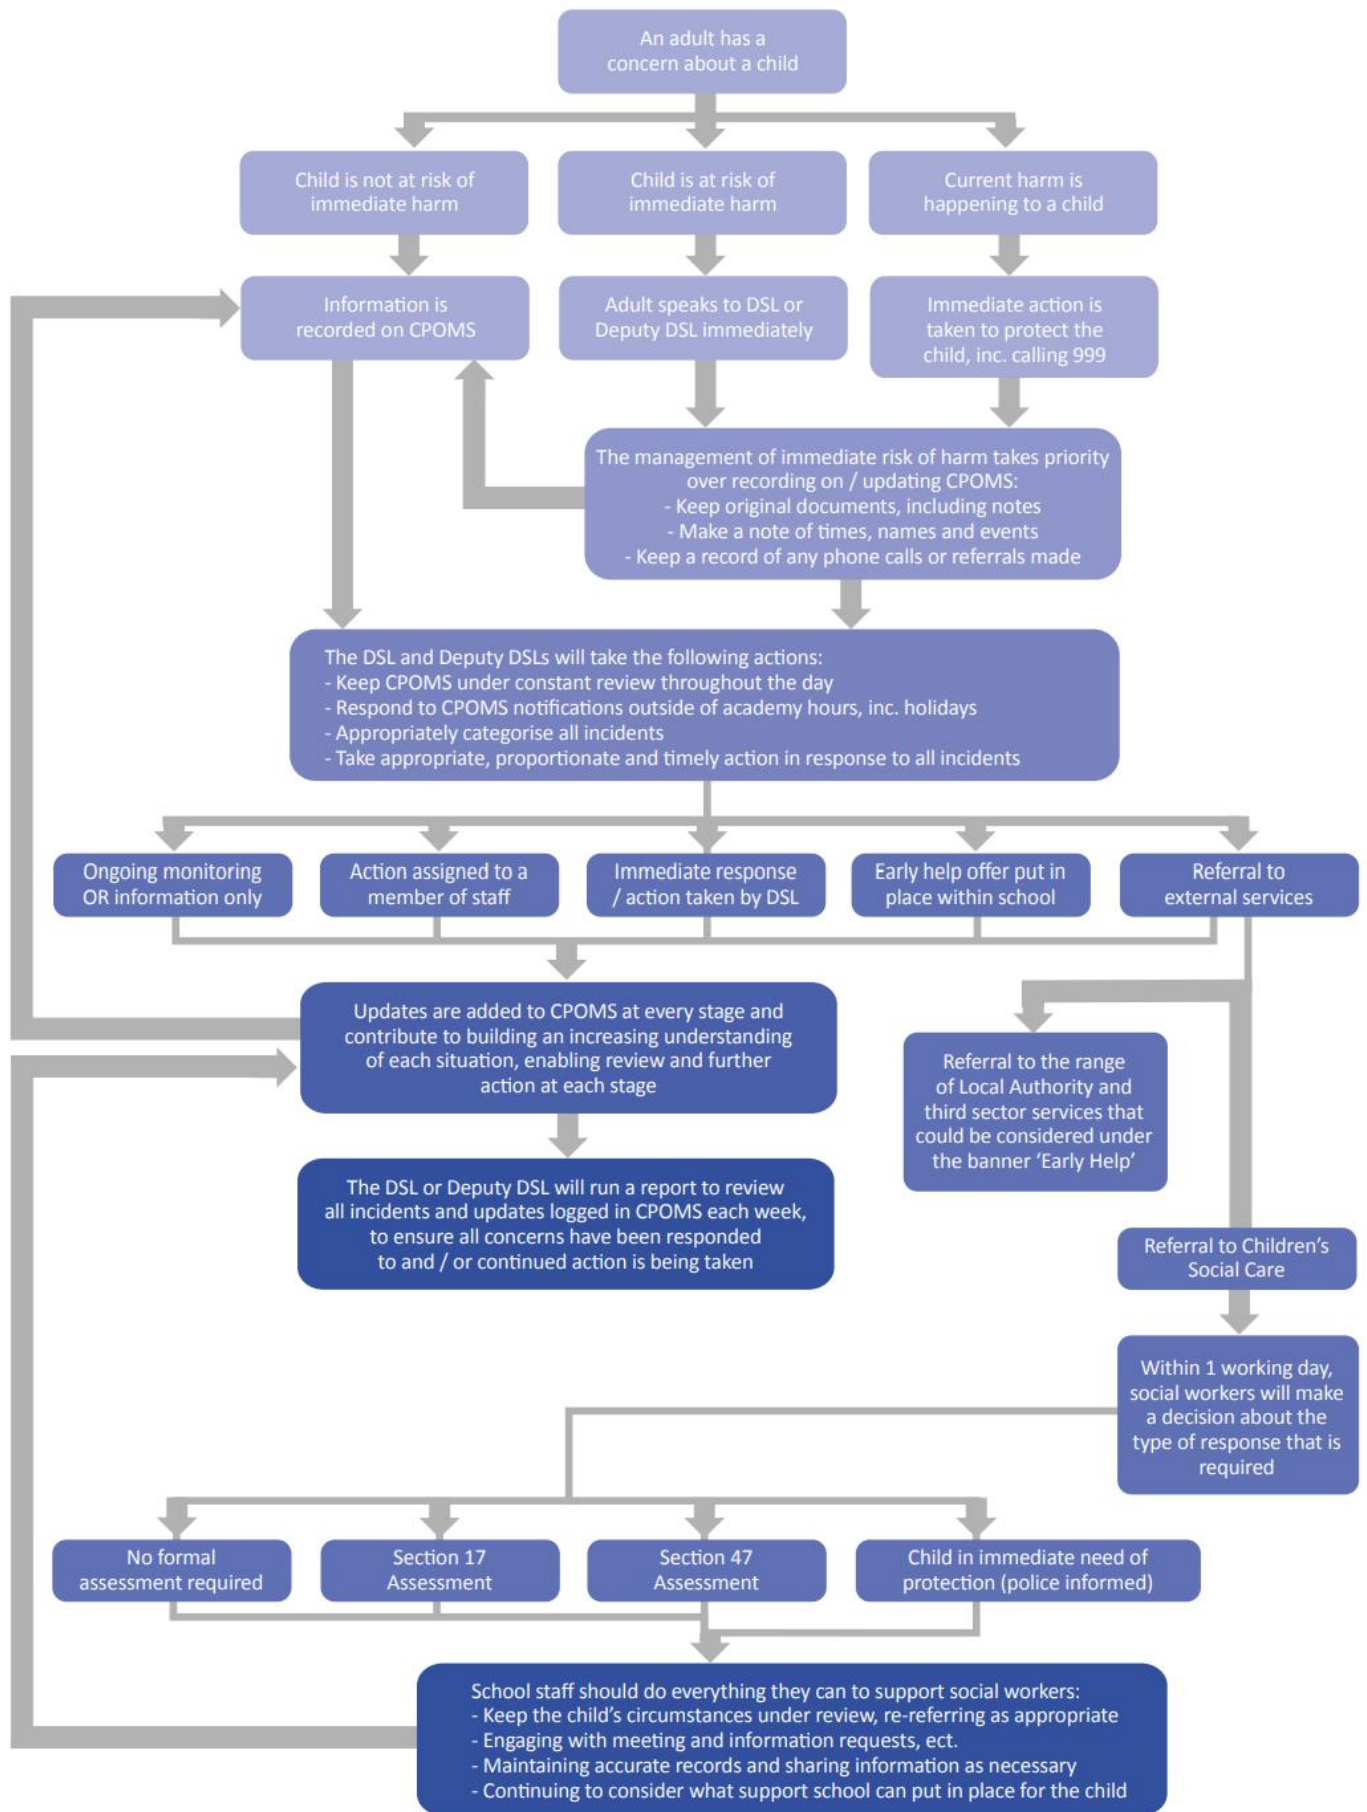 An adult has a
concern about a child
Child is not at risk of
immediate harm
Child is at risk of
immediate harm
Current harm is
happening to a child
Information is
recorded on CPOMS
Adult speaks to DSL or
Deputy DSL immediately
Immediate action is
taken to protect the
child, inc. calling 999
The management of immediate risk of harm takes priority
over recording on / updating CPOMS:
- Keep original documents, including notes
- Make a note of times, names and events
- Keep a record of any phone calls or referrals made
The DSL and Deputy DSLs will take the following actions:
- Keep CPOMS under constant review throughout the day
- Respond to CPOMS notifications outside of academy hours, inc. holidays
- Appropriately categorise all incidents
- Take appropriate, proportionate and timely action in response to all incidents
Ongoing monitoring
OR information only
Action assigned to a
member of staff
Immediate response
/ action taken by DSL
Early help offer put in
place within school
Referral to
external services
Updates are added to CPOMS at every stage and
contribute to building an increasing understanding
of each situation, enabling review and further
action at each stage
Referral to the range
of Local Authority and
third sector services that
could be considered under
the banner ‘Early Help’
The DSL or Deputy DSL will run a report to review
all incidents and updates logged in CPOMS each week,
to ensure all concerns have been responded
to and / or continued action is being taken
Referral to Children’s
Social Care
Within 1 working day,
social workers will make
a decision about the
type of response that is
required
No formal
assessment required
Section 17
Assessment
Section 47
Assessment
Child in immediate need of
protection (police informed)
School staff should do everything they can to support social workers:
- Keep the child’s circumstances under review, re-referring as appropriate
- Engaging with meeting and information requests, ect.
- Maintaining accurate records and sharing information as necessary
- Continuing to consider what support school can put in place for the child